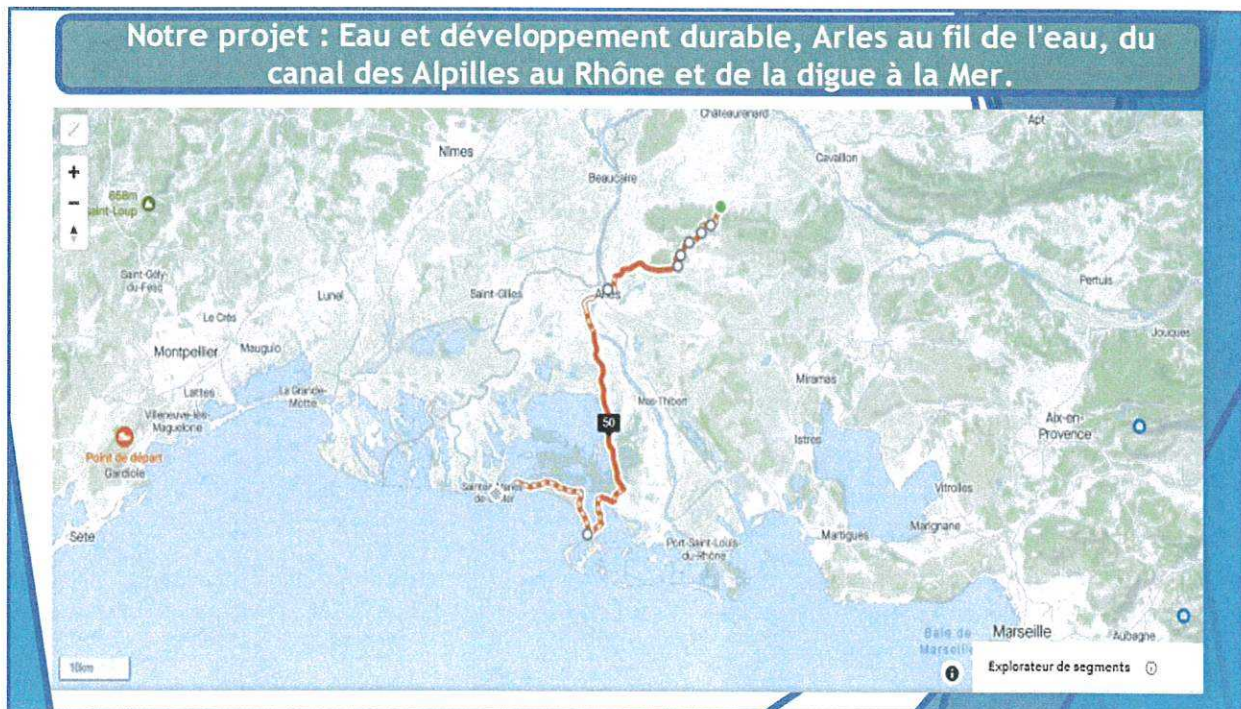 Notre projet : Eau et développement durable, Arles au fil de l'eau, du
canal des Alpilles au Rhône et de la digue à la Mer.
Châteaurenard
Apt
Nîmes
Cavaillon
Beaucaire
658m
Saint-Loup
Saint-Gély-
du-Fesc
Lunel
Saint-Gilles
Arles
Pertuis
Le Crès
Jouques
Montpellier
Mauguio
Lattes
La Grande-
Motte
Miramas
Mas-Thibert
Villeneuve-lès-
Maguelone
50
Aix-en-
Provence
Istres
Point de départ
Gardiole
Vitrolles
Marignane
Sète
Port-Saint-Louis-
du-Rhône
Martigues
Baie de
Marseille
Marseille
Aubagne
10km
Explorateur de segments